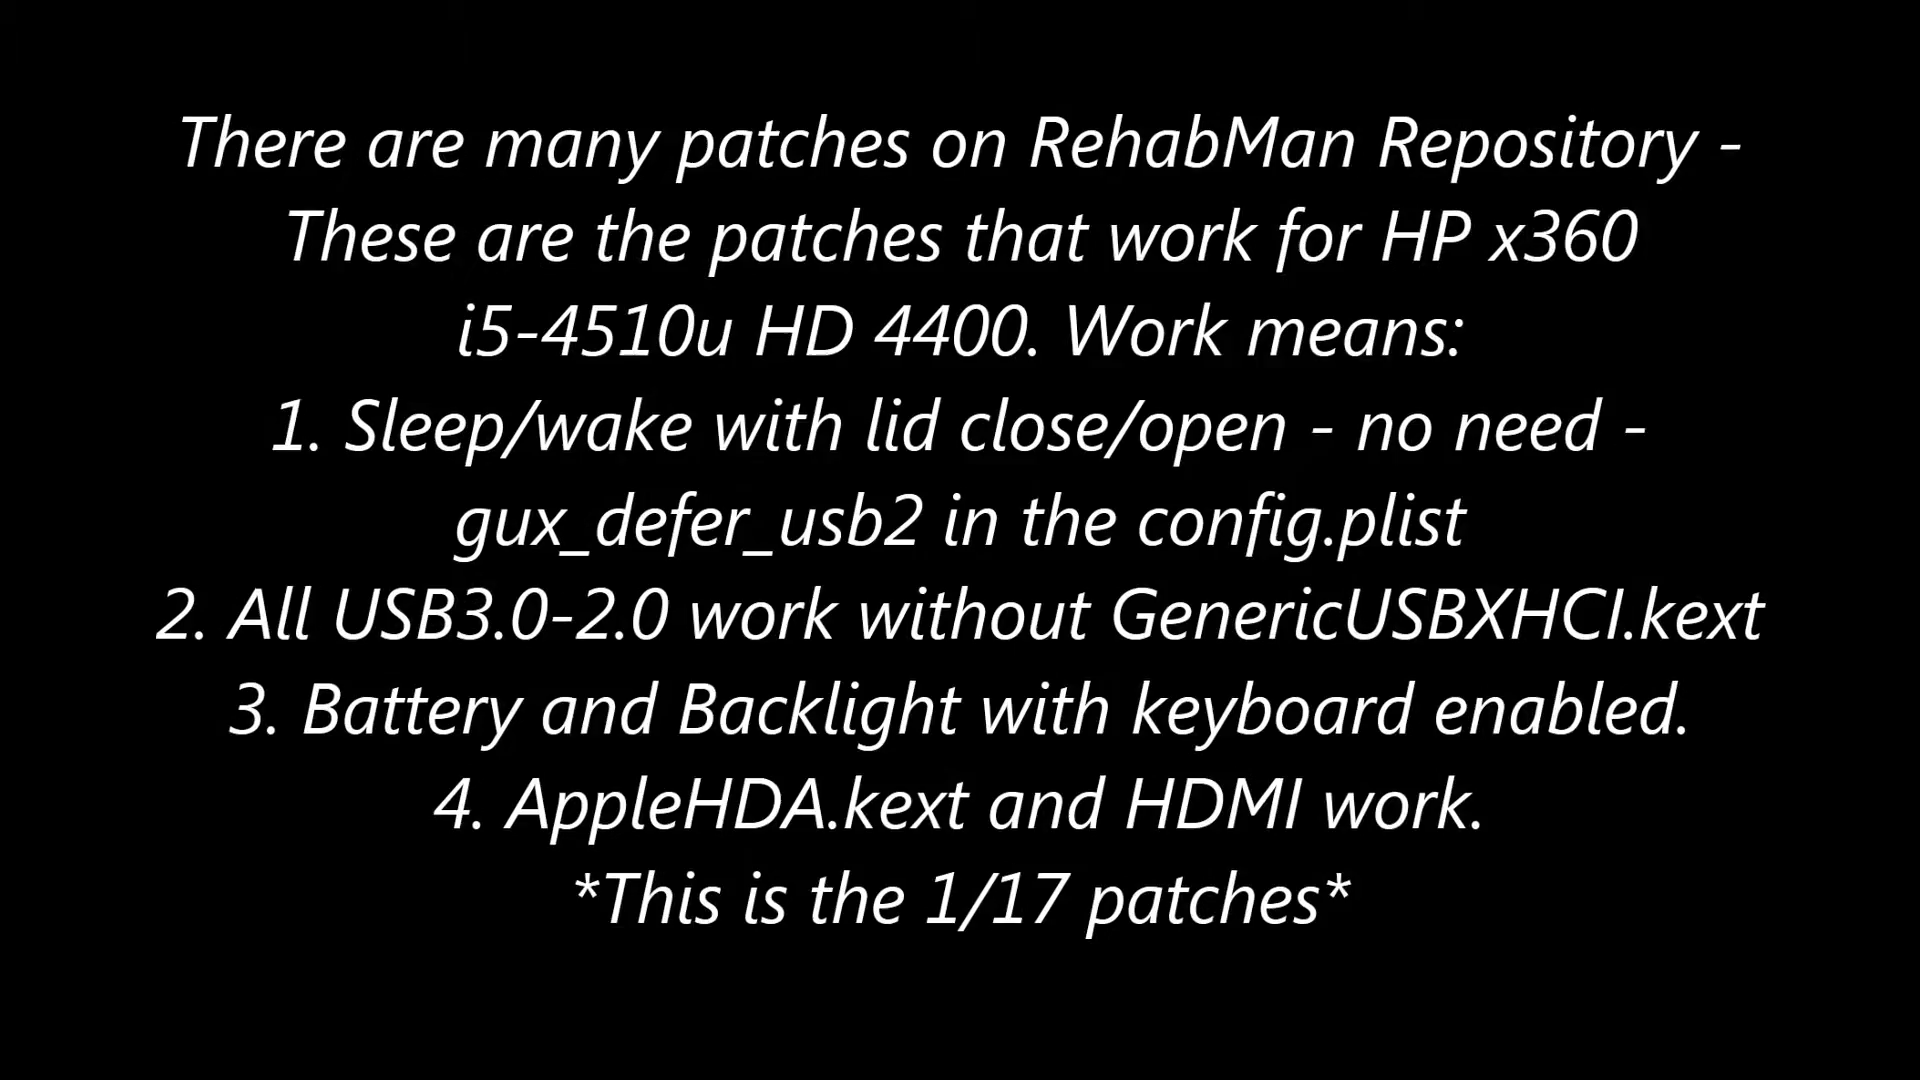 There are many patches on RehabMan Repository -
These are the patches that work for HP x360
i5-4510u HD 4400. Work means:
1. Sleep/wake with lid close/open - no need -
gux_defer_usb2 in the config.plist
2. All USB3.0-2.0 work without GenericUSBXHCI.kext
3. Battery and Backlight with keyboard enabled.
4. AppleHDA.kext and HDMI work.
*This is the 1/17 patches*